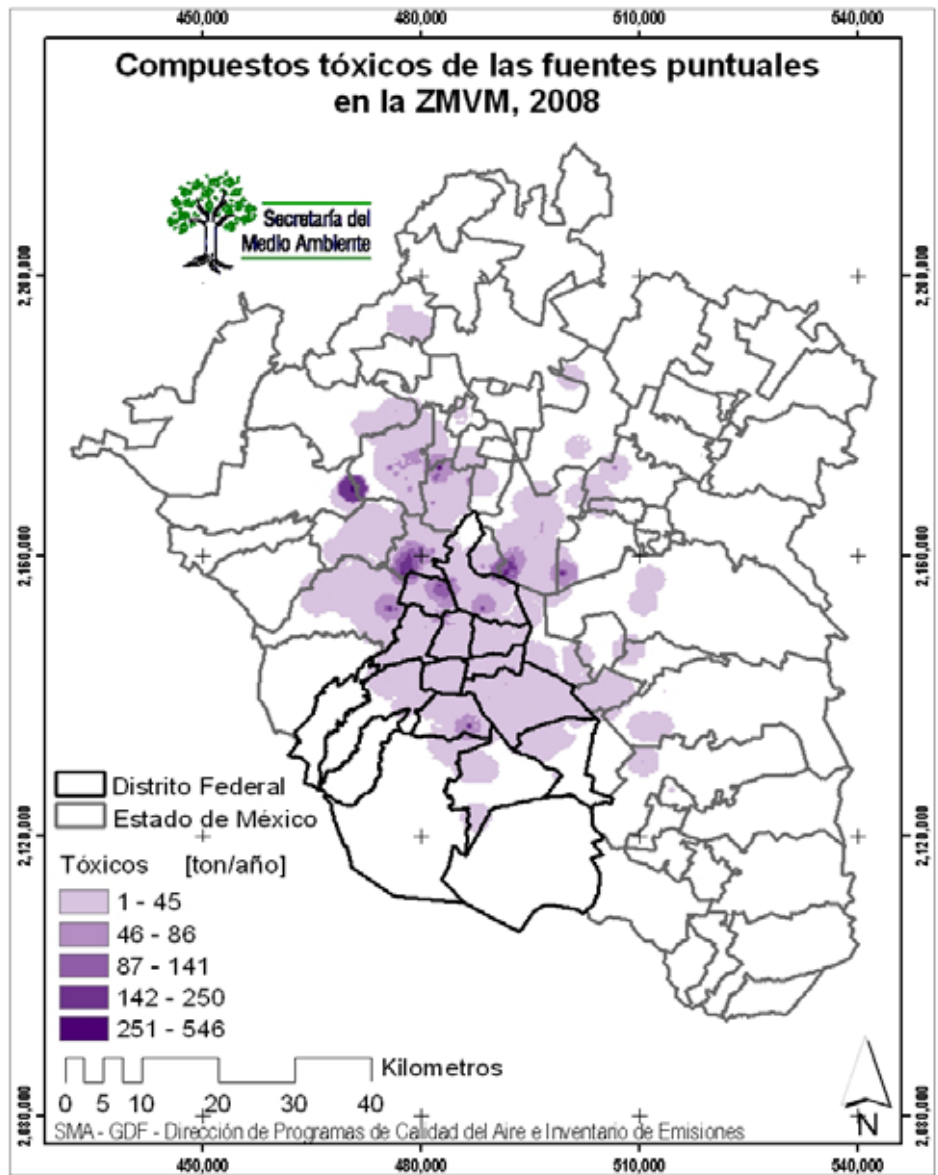 450,000 480,000 510,000 540,000
Compuestos tóxicos de las fuentes puntuales
en la ZMVM, 2008
Secretaría del
Medio Ambiente
2,200,000 2,200,000
2,160,000 2,160,000
2,120,000 2,120,000
Distrito Federal
Estado de México
Tóxicos [ton/año]
1 - 45
46 - 86
87 - 141
142 - 250
251 - 546
Kilometros
0 5 10 20 30 40
N
2,080,000 2,080,000
SMA - GDF - Dirección de Programas de Calidad del Aire e Inventario de Emisiones
450,000 480,000 510,000 540,000